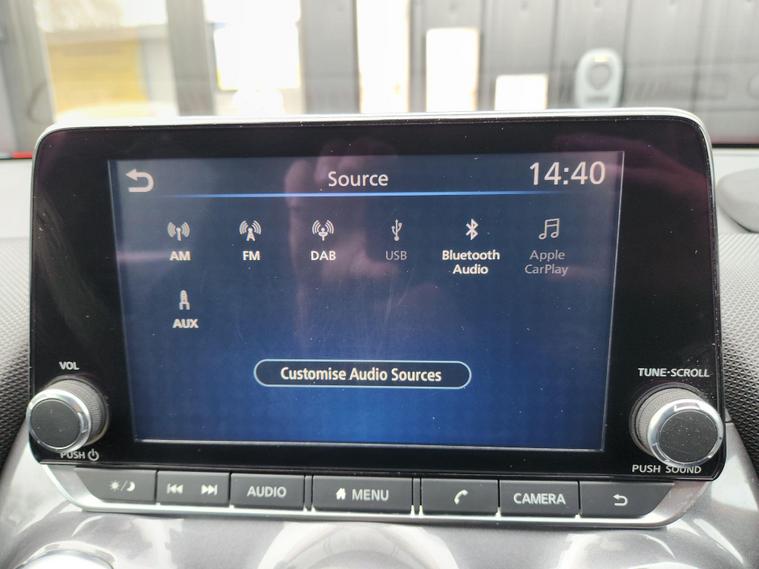 Source
14:40
AM
FM
DAB
USB
Bluetooth
Audio
Apple
CarPlay
AUX
Customise Audio Sources
VOL
PUSH
TUNE·SCROLL
PUSH SOUND
AUDIO
MENU
CAMERA